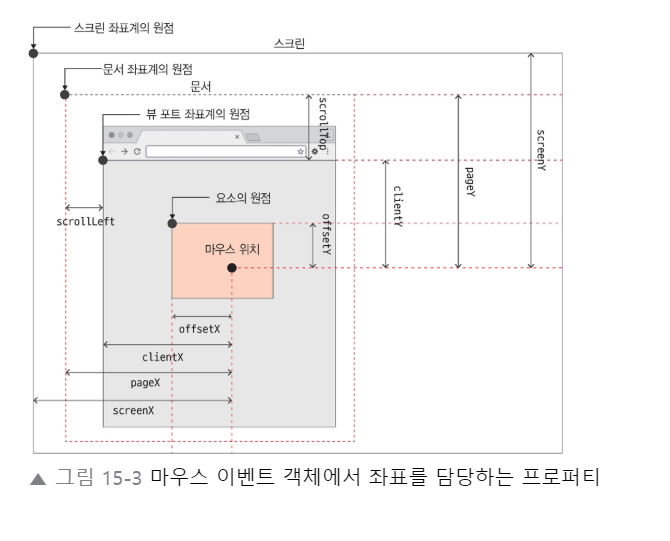 스크린 좌표계의 원점
스크린
문서 좌표계의 원점
문서
뷰 포트 좌표계의 원점
scrollTop
screenY
pageY
clientY
요소의 원점
scrollLeft
offsetY
마우스 위치
offsetX
clientX
pageX
screenX
▲ 그림 15-3 마우스 이벤트 객체에서 좌표를 담당하는 프로퍼티